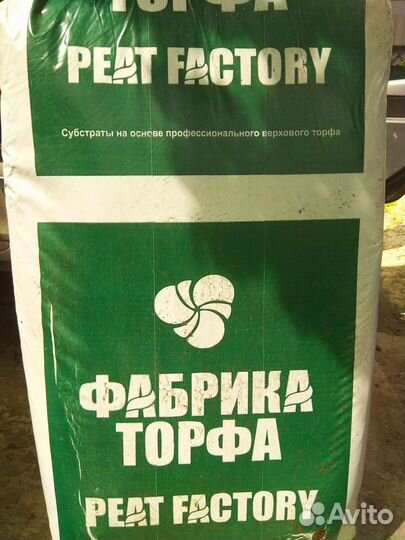 ТОРФА
PEAT FACTORY
Субстраты на основе профессионального верхового торфа
ФАБРИКА
ТОРФА
PEAT FACTORY
Avito